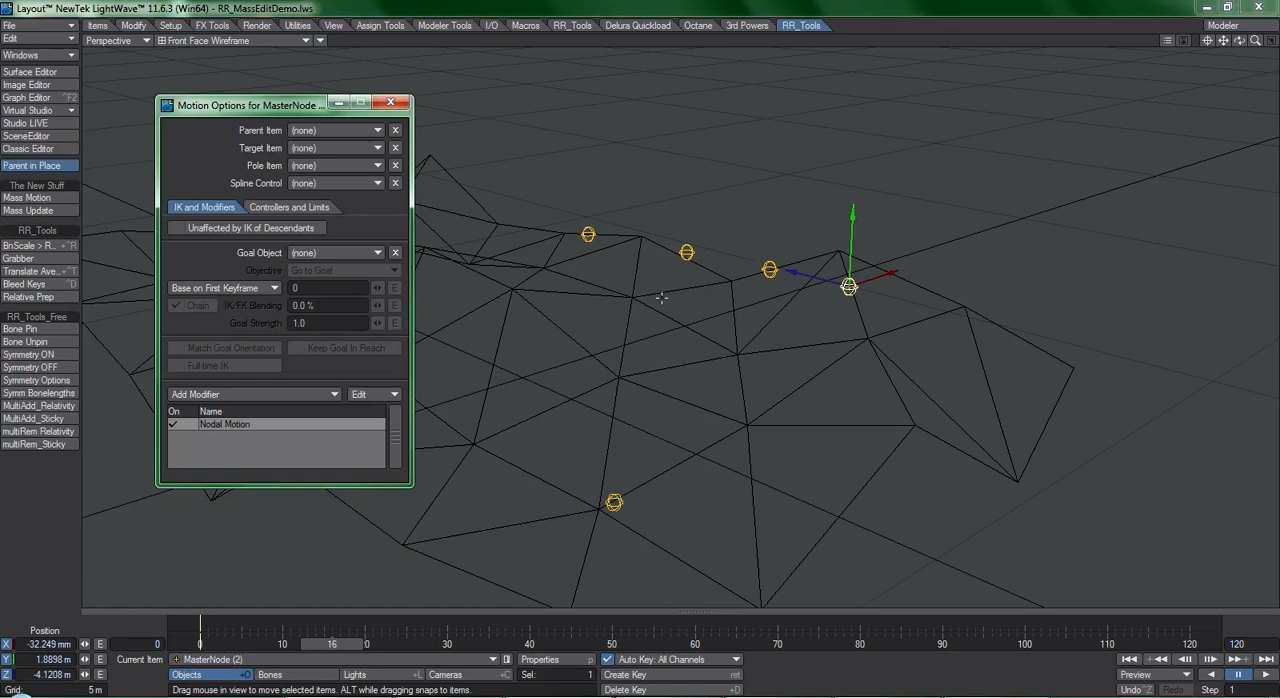 Layout™ NewTek LightWave™ 11.6.3 (Win64) - RR_MassEditDemo.lws
File
Items
Modify
Setup
FX Tools
Render
Utilities
View
Assign Tools
Modeler Tools
I/O
Macros
RR_Tools
Delura Quickload
Octane
3rd Powers
RR_Tools
Modeler
Edit
Perspective
Front Face Wireframe
Windows
Surface Editor
Image Editor
Graph Editor ^F2
Virtual Studio
Studio LIVE
SceneEditor
Classic Editor
Parent in Place
The New Stuff
Mass Motion
Mass Update
RR_Tools
BnScale > R... +^R
Grabber
Translate Ave... +^T
Bleed Keys ^D
Relative Prep
RR_Tools_Free
Bone Pin
Bone Unpin
Symmetry ON
Symmetry OFF
Symmetry Options
Symm Bonelengths
MultiAdd_Relativity
MultiAdd_Sticky
multiRem Relativity
multiRem_Sticky
Motion Options for MasterNode ...
Parent Item (none) X
Target Item (none) X
Pole Item (none) X
Spline Control (none) X
IK and Modifiers Controllers and Limits
Unaffected by IK of Descendants
Goal Object (none) X
Objective Go to Goal
Base on First Keyframe 0 E
Chain IK/FK Blending 0.0 % E
Goal Strength 1.0 E
Match Goal Orientation Keep Goal In Reach
Full-time IK
Add Modifier Edit
On Name
Nodal Motion
Position
0 0 10 16 30 40 50 60 70 80 90 100 110 120 120
X -32.249 mm E
Y 1.8898 m E
Z -4.1208 m E
Grid: 5 m
Current Item MasterNode (2) Properties p Auto Key: All Channels
Objects +O Bones +B Lights +L Cameras +C Sel: 1 Create Key ret
Drag mouse in view to move selected items. ALT while dragging snaps to items. Delete Key +D
Undo ^Z Redo Z Step 1